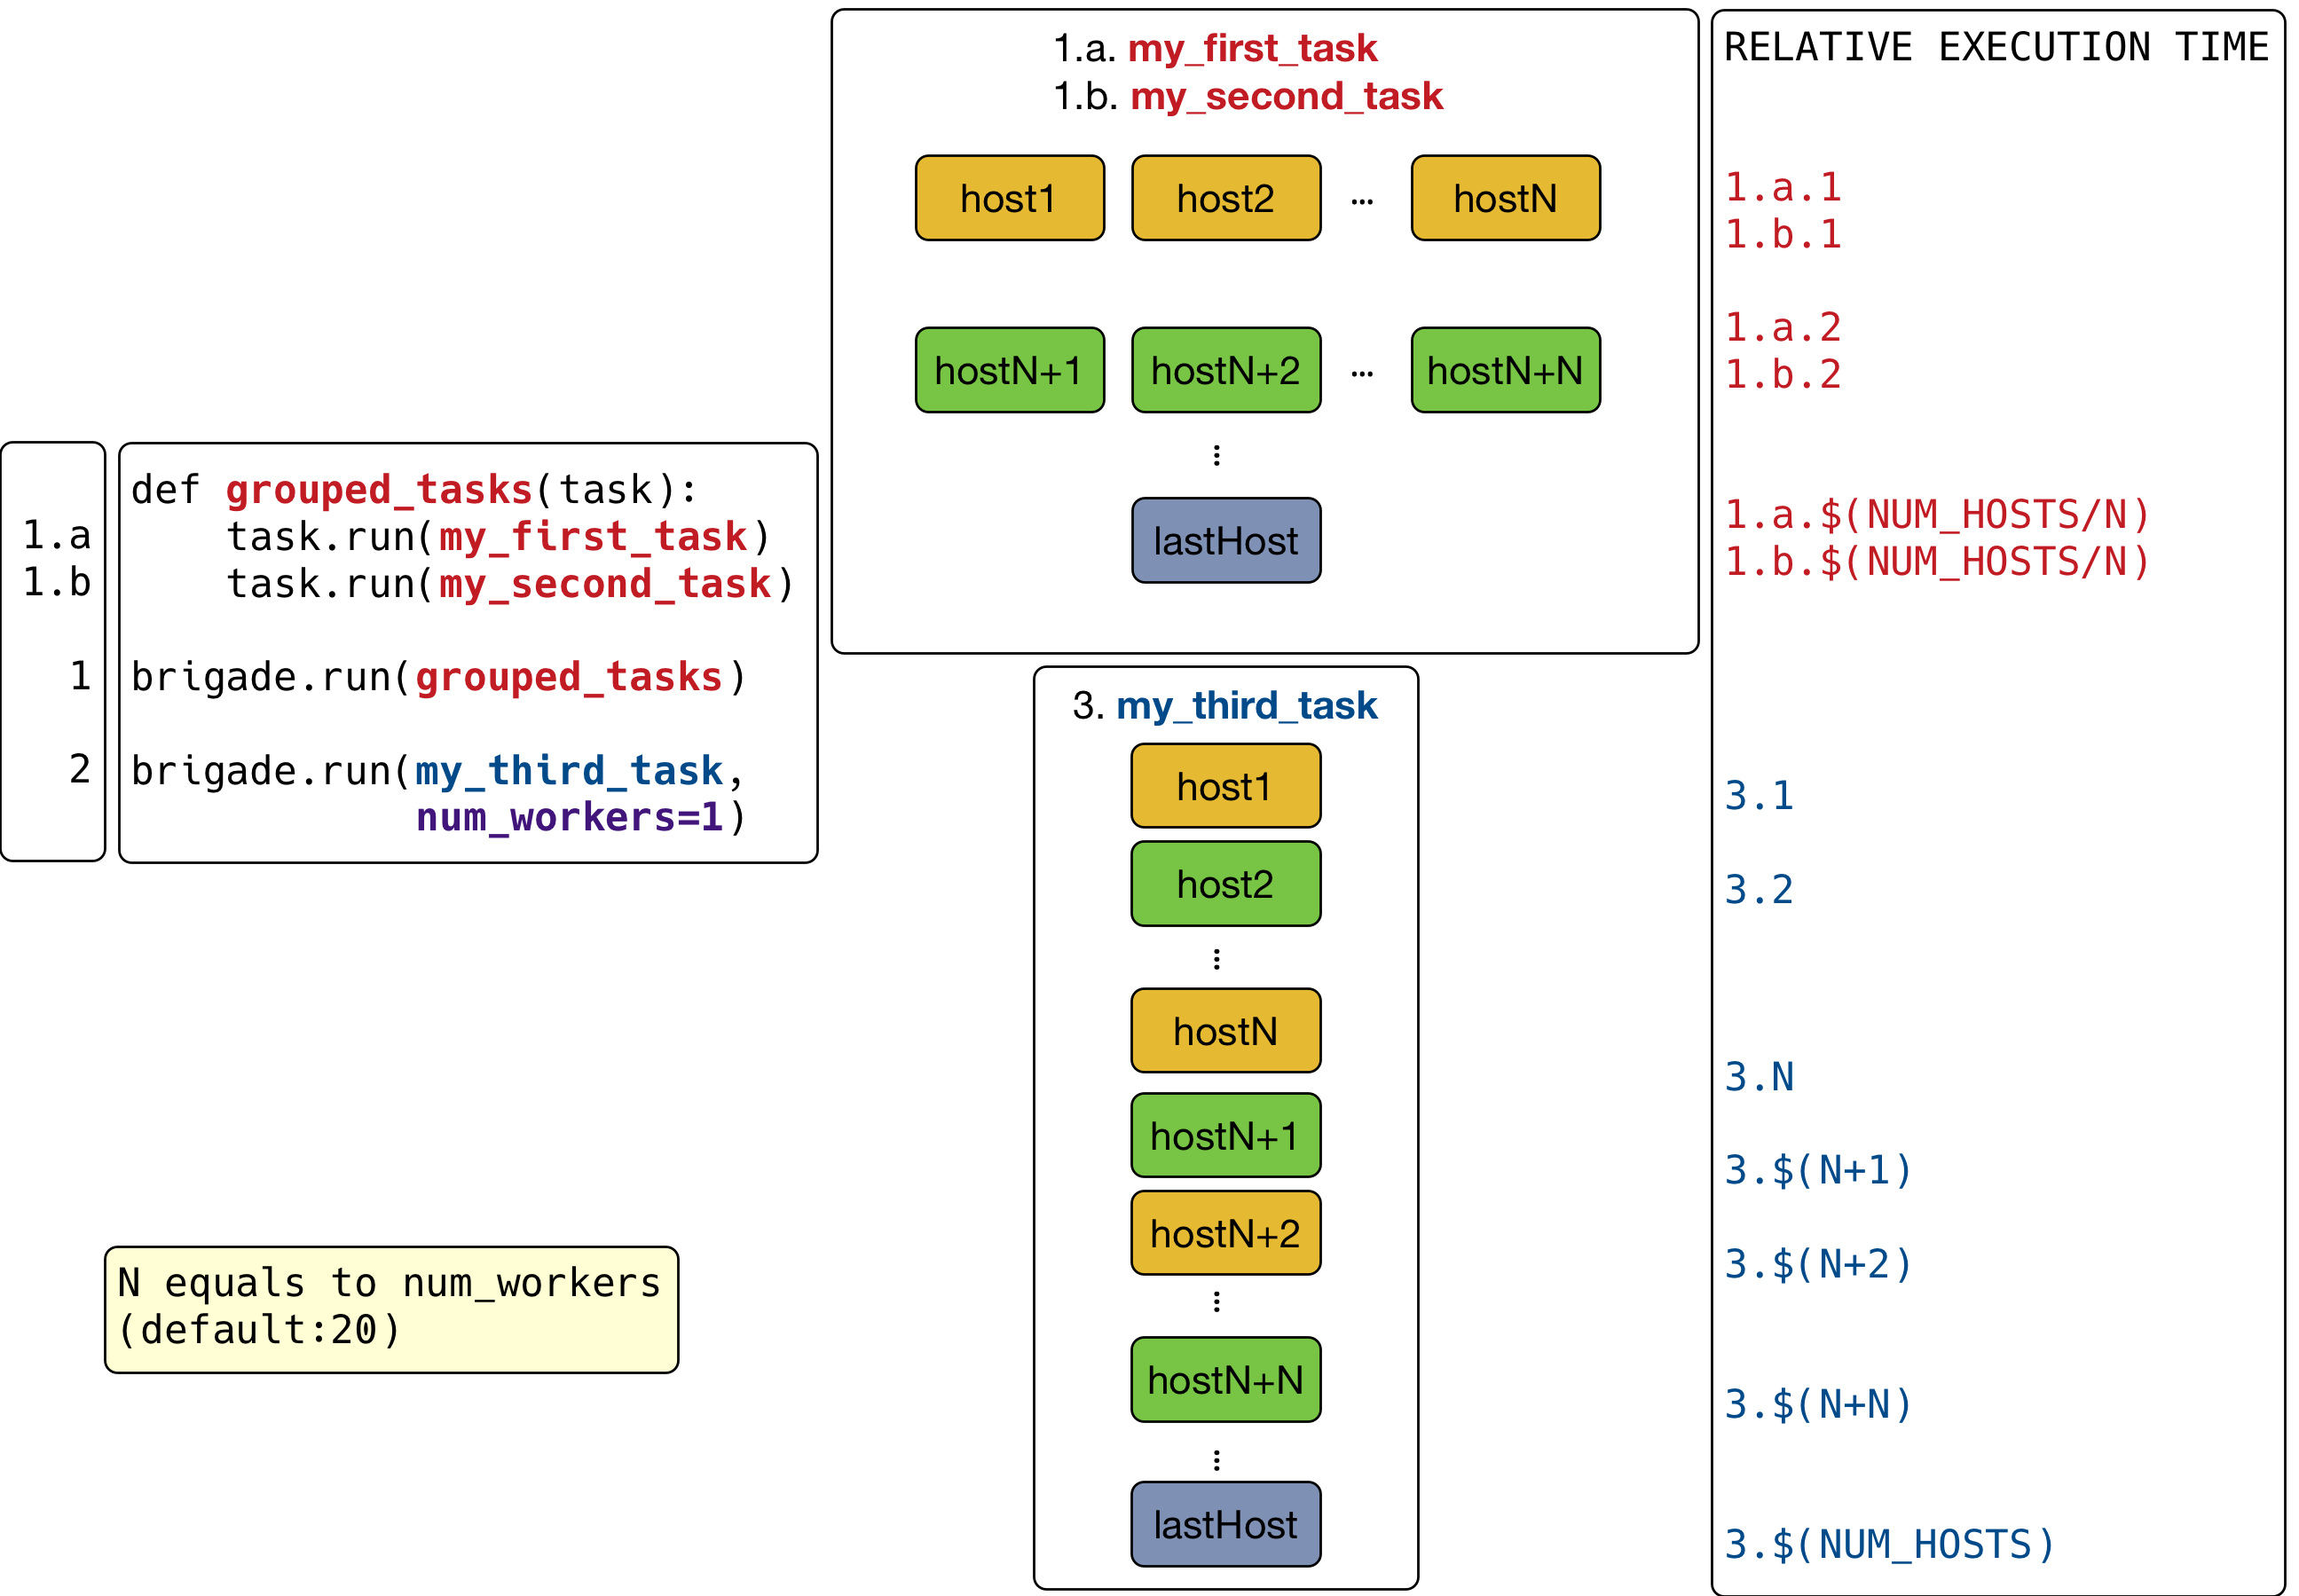 1.a. my_first_task
1.b. my_second_task
host1 host2 ... hostN
hostN+1 hostN+2 ... hostN+N
⋮
lastHost
RELATIVE EXECUTION TIME
1.a.1
1.b.1
1.a.2
1.b.2
1.a.$(NUM_HOSTS/N)
1.b.$(NUM_HOSTS/N)
3.1
3.2
3.N
3.$(N+1)
3.$(N+2)
3.$(N+N)
3.$(NUM_HOSTS)
def grouped_tasks(task):
1.a task.run(my_first_task)
1.b task.run(my_second_task)
1 brigade.run(grouped_tasks)
2 brigade.run(my_third_task,
num_workers=1)
3. my_third_task
host1
host2
⋮
hostN
hostN+1
hostN+2
⋮
hostN+N
⋮
lastHost
N equals to num_workers
(default:20)